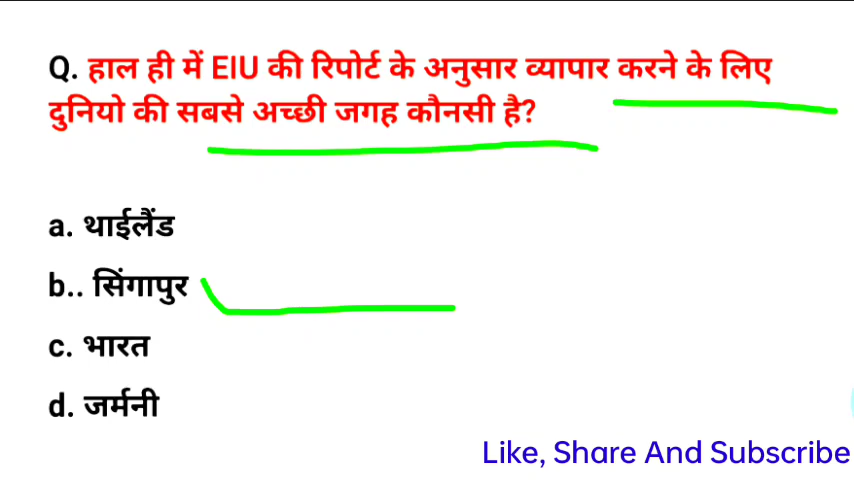 Q. हाल ही में EIU की रिपोर्ट के अनुसार व्यापार करने के लिए
दुनियो की सबसे अच्छी जगह कौनसी है?
a. थाईलैंड
b.. सिंगापुर
c. भारत
d. जर्मनी
Like, Share And Subscribe